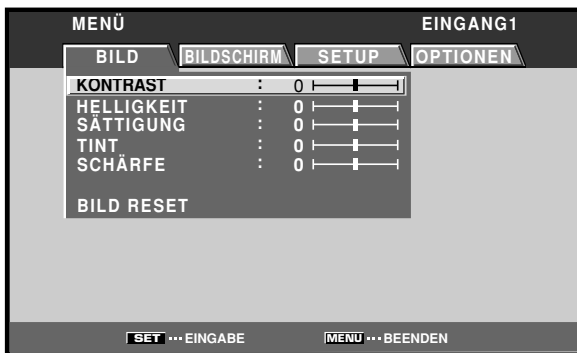 MENÜ EINGANG1
BILD BILDSCHIRM SETUP OPTIONEN
KONTRAST : 0
HELLIGKEIT : 0
SÄTTIGUNG : 0
TINT : 0
SCHÄRFE : 0
BILD RESET
SET ··· EINGABE MENU ··· BEENDEN